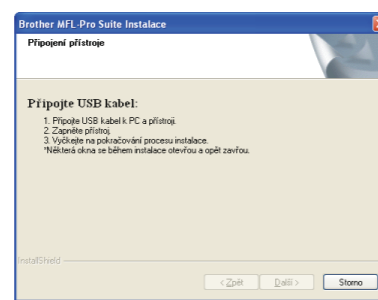 Brother MFL-Pro Suite Instalace
Připojení přístroje
Připojte USB kabel:
1. Připojte USB kabel k PC a přístroji.
2. Zapněte přístroj.
3. Vyčkejte na pokračování procesu instalace.
*Některá okna se během instalace otevřou a opět zavřou.
InstallShield
< Zpět
Další >
Storno